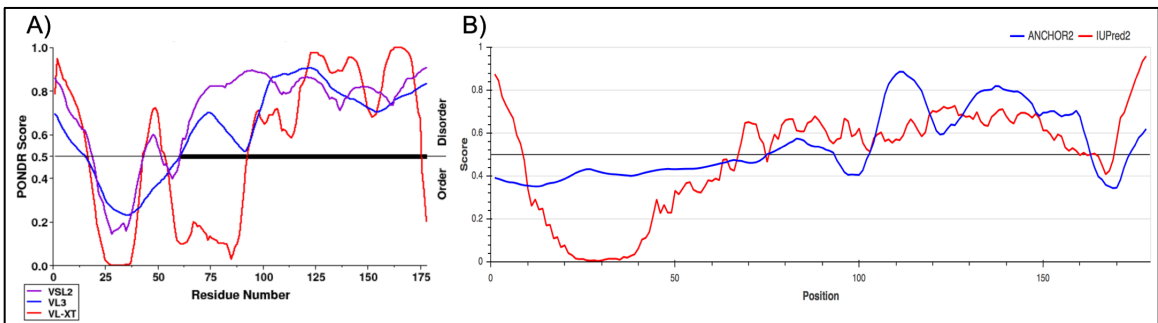 A)
1.0
0.8
0.6
0.5
0.4
0.2
0.0
PONDR Score
Disorder
Order
0
25
50
75
100
125
150
175
Residue Number
VSL2
VL3
VL-XT
B)
ANCHOR2
IUPred2
1
0.8
0.6
0.4
0.2
0
Score
50
100
150
Position